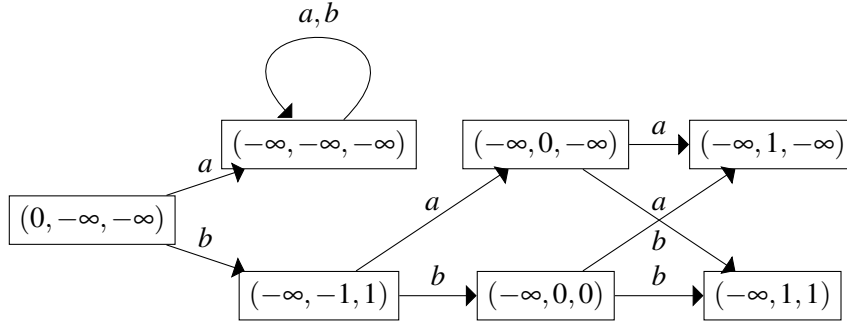 a,b
a
(−∞,−∞,−∞) (−∞,0,−∞) (−∞,1,−∞)
a
(0,−∞,−∞) a a
b b
(−∞,−1,1) b (−∞,0,0) b (−∞,1,1)